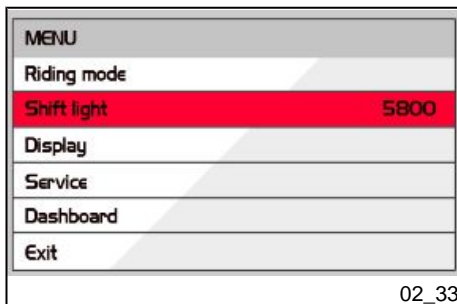 MENU
Riding mode
Shift light 5800
Display
Service
Dashboard
Exit
02_33